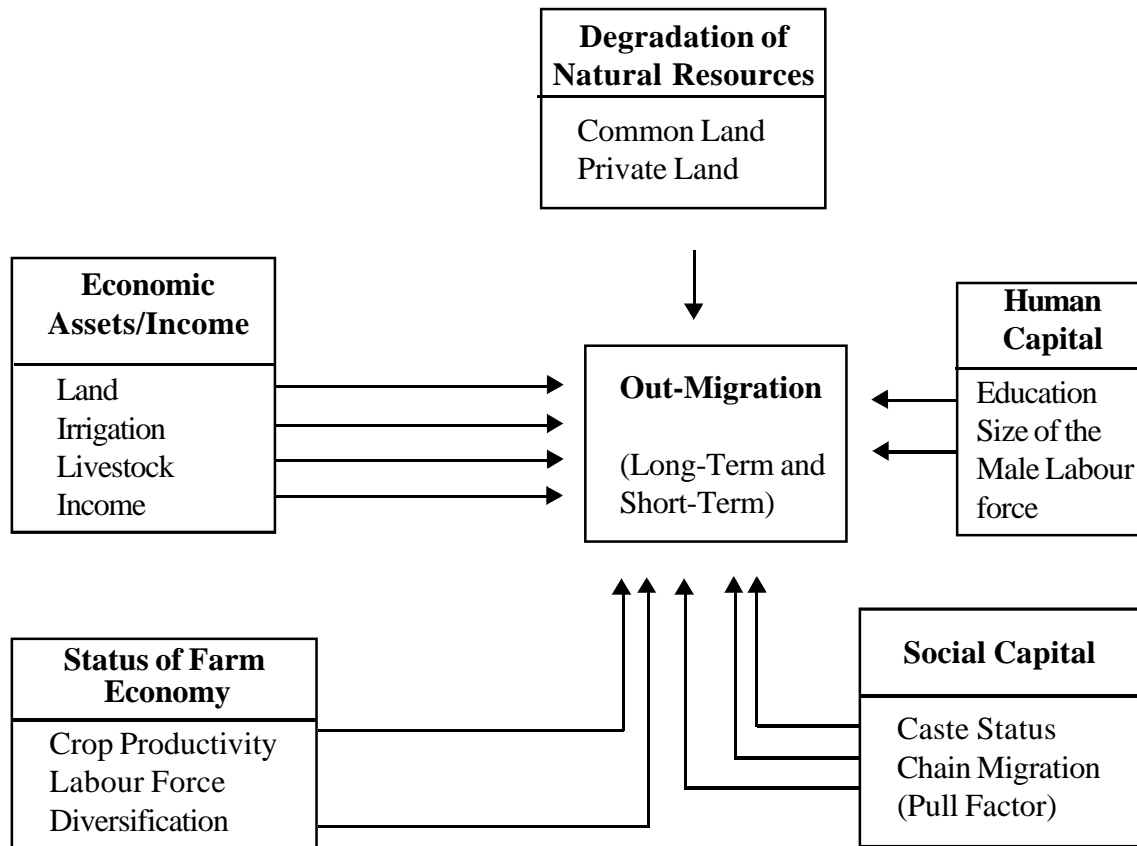 Degradation of
Natural Resources
Common Land
Private Land
Economic
Assets/Income
Land
Irrigation
Livestock
Income
Out-Migration
(Long-Term and
Short-Term)
Human
Capital
Education
Size of the
Male Labour
force
Status of Farm
Economy
Crop Productivity
Labour Force
Diversification
Social Capital
Caste Status
Chain Migration
(Pull Factor)